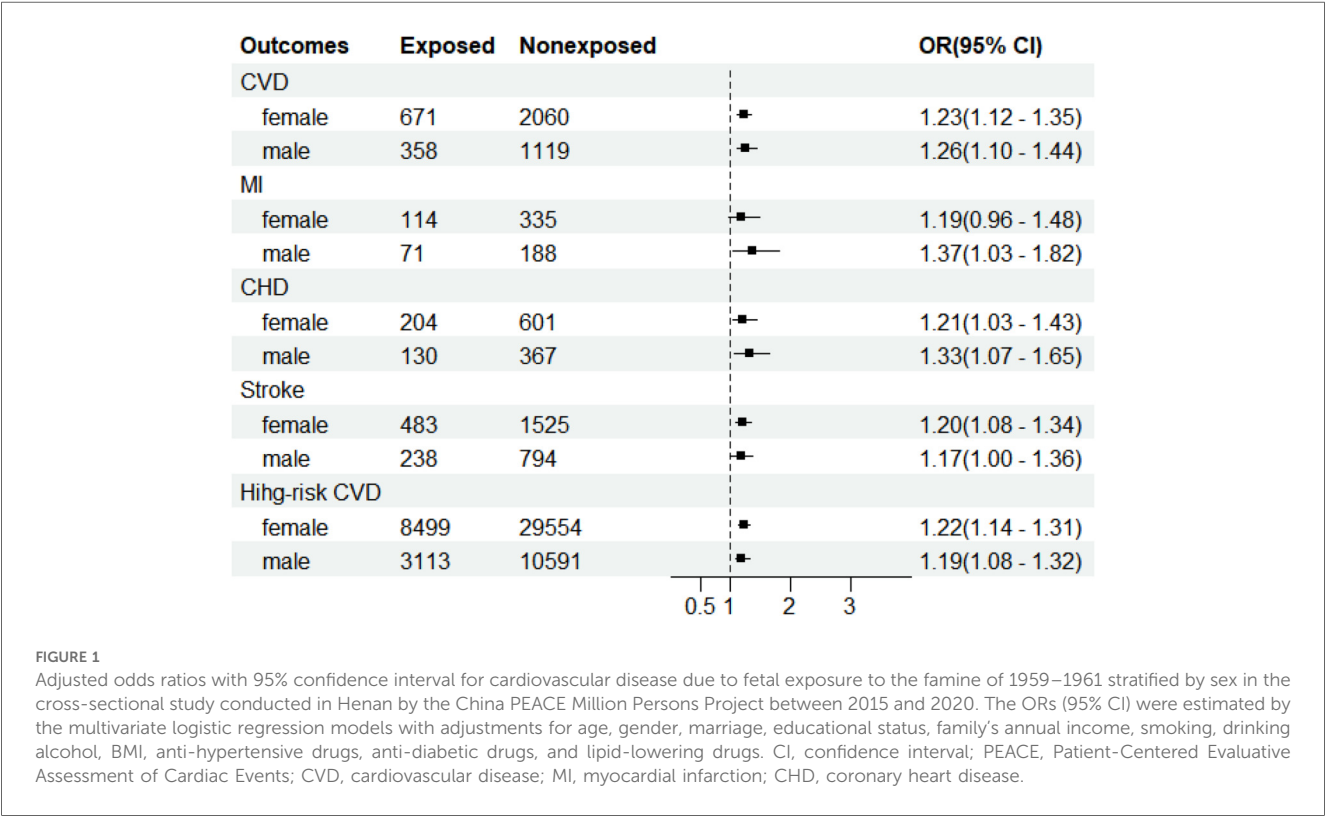 Outcomes Exposed Nonexposed OR(95% CI)
CVD
female 671 2060 1.23(1.12 - 1.35)
male 358 1119 1.26(1.10 - 1.44)
MI
female 114 335 1.19(0.96 - 1.48)
male 71 188 1.37(1.03 - 1.82)
CHD
female 204 601 1.21(1.03 - 1.43)
male 130 367 1.33(1.07 - 1.65)
Stroke
female 483 1525 1.20(1.08 - 1.34)
male 238 794 1.17(1.00 - 1.36)
Hihg-risk CVD
female 8499 29554 1.22(1.14 - 1.31)
male 3113 10591 1.19(1.08 - 1.32)
0.5 1 2 3
FIGURE 1
Adjusted odds ratios with 95% confidence interval for cardiovascular disease due to fetal exposure to the famine of 1959–1961 stratified by sex in the
cross-sectional study conducted in Henan by the China PEACE Million Persons Project between 2015 and 2020. The ORs (95% CI) were estimated by
the multivariate logistic regression models with adjustments for age, gender, marriage, educational status, family's annual income, smoking, drinking
alcohol, BMI, anti-hypertensive drugs, anti-diabetic drugs, and lipid-lowering drugs. CI, confidence interval; PEACE, Patient-Centered Evaluative
Assessment of Cardiac Events; CVD, cardiovascular disease; MI, myocardial infarction; CHD, coronary heart disease.